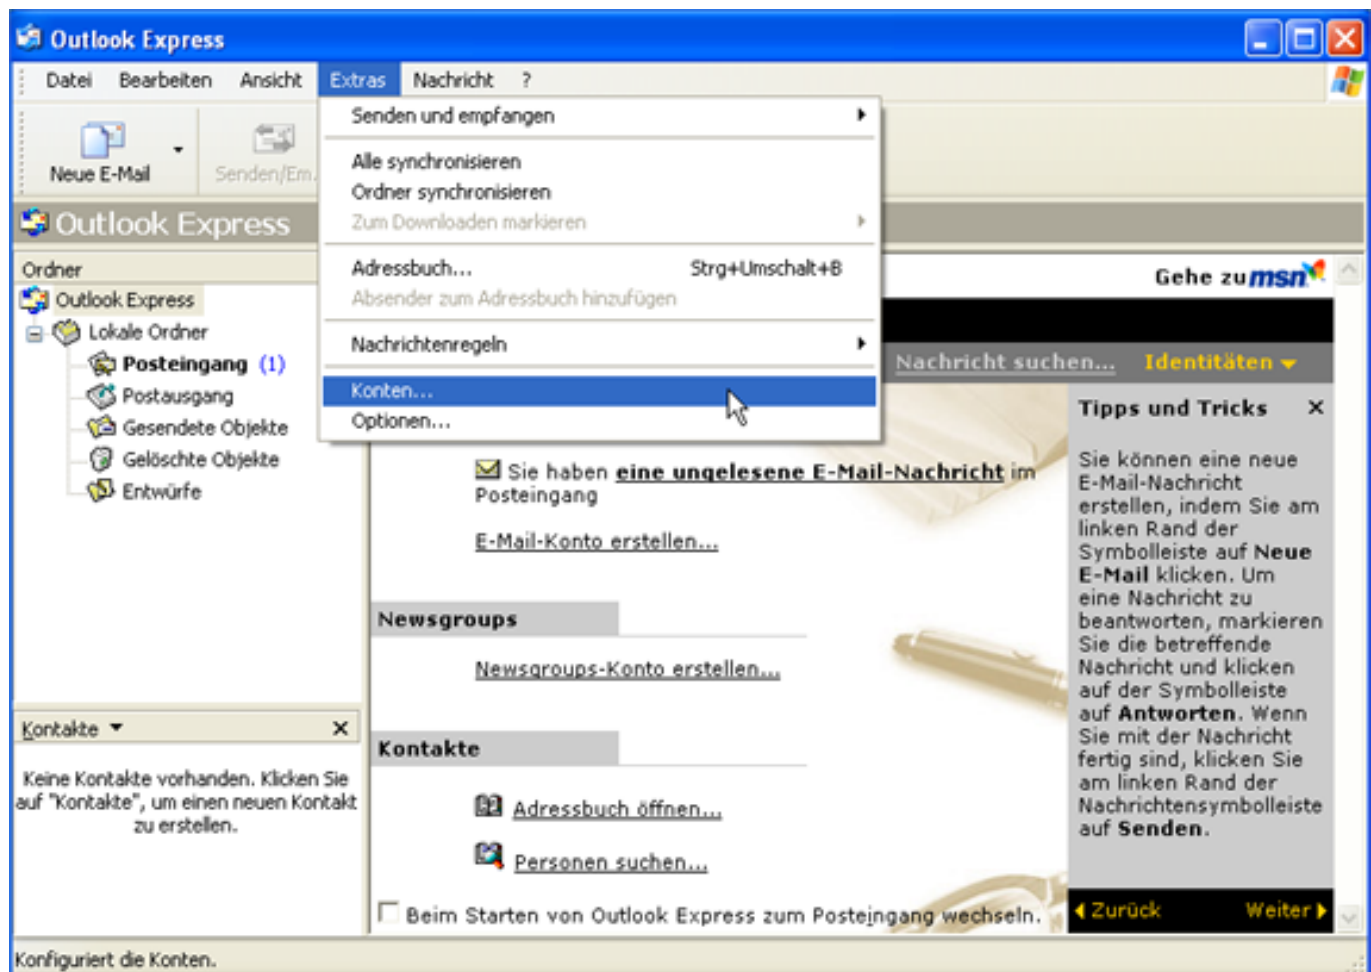 Outlook Express
Datei Bearbeiten Ansicht Extras Nachricht ?
Neue E-Mail
Senden/Em.
Senden und empfangen
Alle synchronisieren
Ordner synchronisieren
Zum Downloaden markieren
Adressbuch... Strg+Umschalt+B
Absender zum Adressbuch hinzufügen
Nachrichtenregeln
Konten...
Optionen...
Outlook Express
Ordner
Outlook Express
Lokale Ordner
Posteingang (1)
Postausgang
Gesendete Objekte
Gelöschte Objekte
Entwürfe
Kontakte
Keine Kontakte vorhanden. Klicken Sie
auf "Kontakte", um einen neuen Kontakt
zu erstellen.
Gehe zu msn
Nachricht suchen... Identitäten
Sie haben eine ungelesene E-Mail-Nachricht im
Posteingang
E-Mail-Konto erstellen...
Newsgroups
Newsgroups-Konto erstellen...
Kontakte
Adressbuch öffnen...
Personen suchen...
Beim Starten von Outlook Express zum Posteingang wechseln.
Tipps und Tricks
Sie können eine neue
E-Mail-Nachricht
erstellen, indem Sie am
linken Rand der
Symbolleiste auf Neue
E-Mail klicken. Um
eine Nachricht zu
beantworten, markieren
Sie die betreffende
Nachricht und klicken
auf der Symbolleiste
auf Antworten. Wenn
Sie mit der Nachricht
fertig sind, klicken Sie
am linken Rand der
Nachrichtensymbolleiste
auf Senden.
Zurück Weiter
Konfiguriert die Konten.